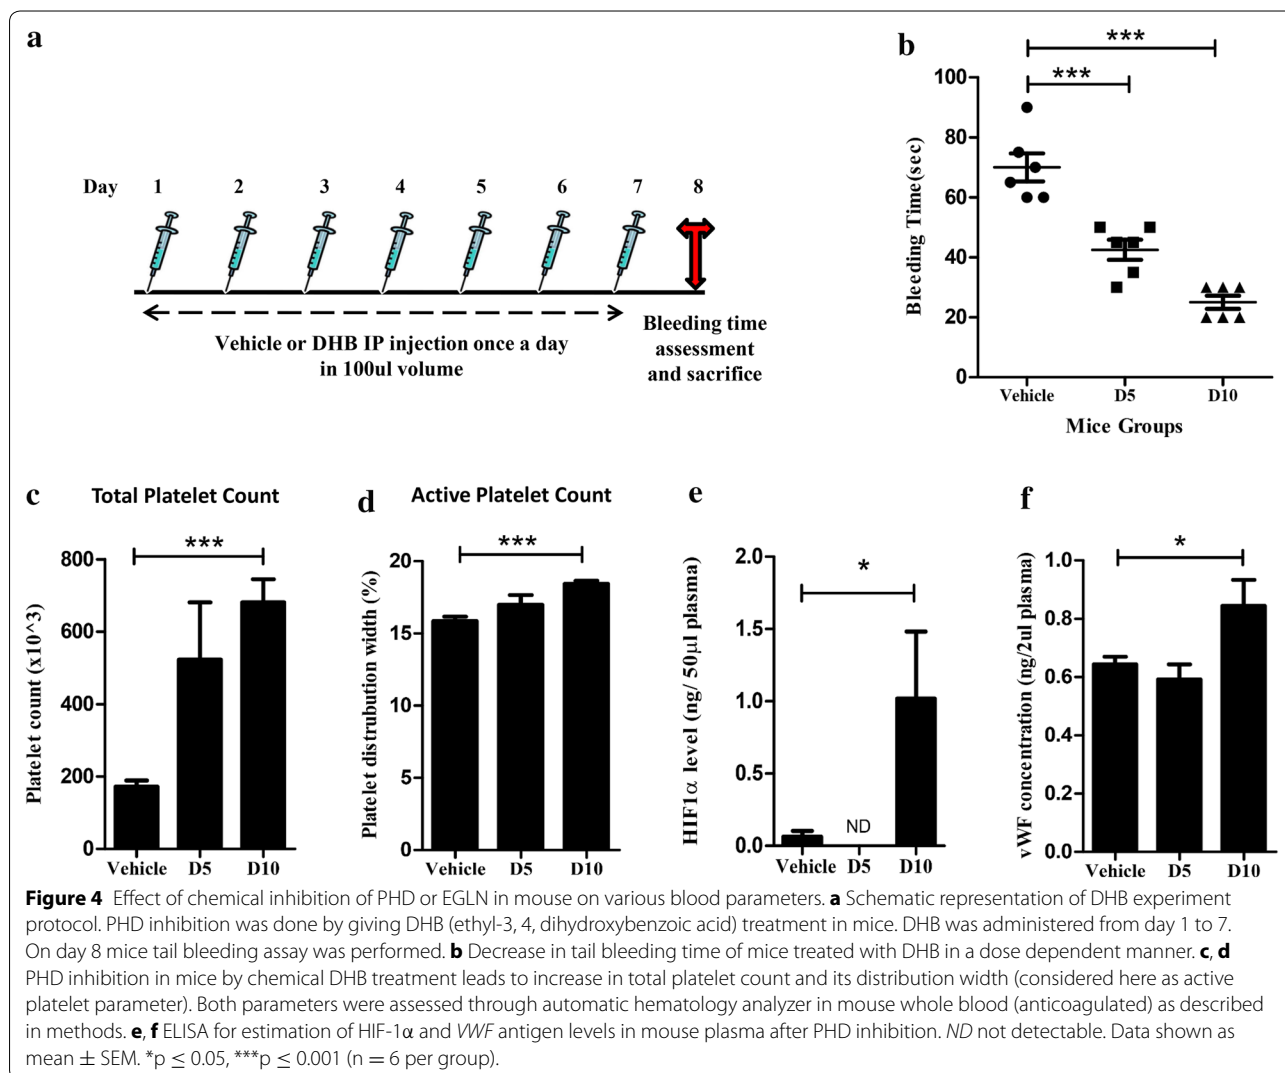 a
Day 1 2 3 4 5 6 7 8
Vehicle or DHB IP injection once a day
in 100ul volume
Bleeding time
assessment
and sacrifice
b
***
***
100
80
60
40
20
0
Bleeding Time(sec)
Vehicle D5 D10
Mice Groups
c
Total Platelet Count
***
800
600
400
200
0
Platelet count (x10^3)
Vehicle D5 D10
d
Active Platelet Count
***
20
15
10
15
0
Platelet distrubution width (%)
Vehicle D5 D10
e
*
2.0
1.5
1.0
0.5
0.0
HIF1α level (ng/ 50µl plasma)
ND
Vehicle D5 D10
f
*
1.0
0.8
0.6
0.4
0.2
0.0
vWF concentration (ng/2ul plasma)
Vehicle D5 D10
Figure 4 Effect of chemical inhibition of PHD or EGLN in mouse on various blood parameters. a Schematic representation of DHB experiment
protocol. PHD inhibition was done by giving DHB (ethyl-3, 4, dihydroxybenzoic acid) treatment in mice. DHB was administered from day 1 to 7.
On day 8 mice tail bleeding assay was performed. b Decrease in tail bleeding time of mice treated with DHB in a dose dependent manner. c, d
PHD inhibition in mice by chemical DHB treatment leads to increase in total platelet count and its distribution width (considered here as active
platelet parameter). Both parameters were assessed through automatic hematology analyzer in mouse whole blood (anticoagulated) as described
in methods. e, f ELISA for estimation of HIF-1α and VWF antigen levels in mouse plasma after PHD inhibition. ND not detectable. Data shown as
mean ± SEM. *p ≤ 0.05, ***p ≤ 0.001 (n = 6 per group).